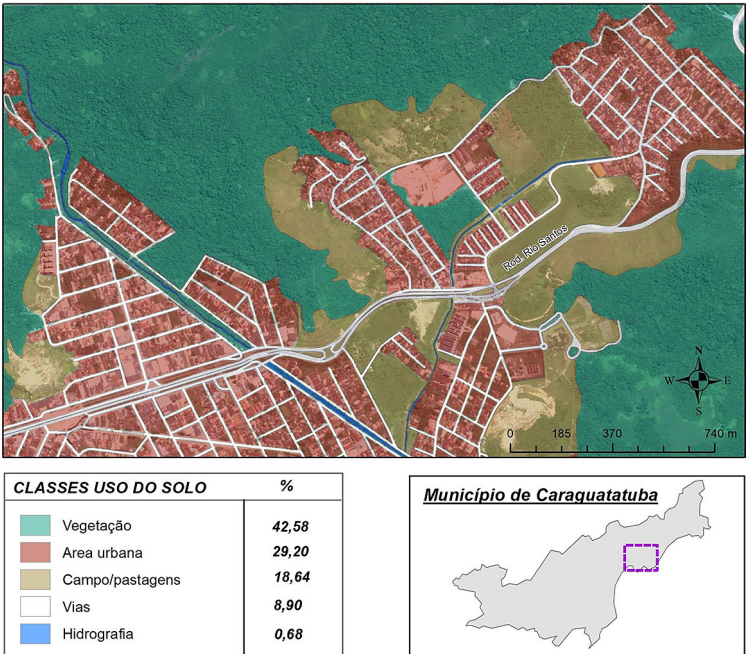 Rod. Rio Santos
N
W E
S
0 185 370 740 m
CLASSES USO DO SOLO %
Vegetação 42,58
Area urbana 29,20
Campo/pastagens 18,64
Vias 8,90
Hidrografia 0,68
Município de Caraguatatuba